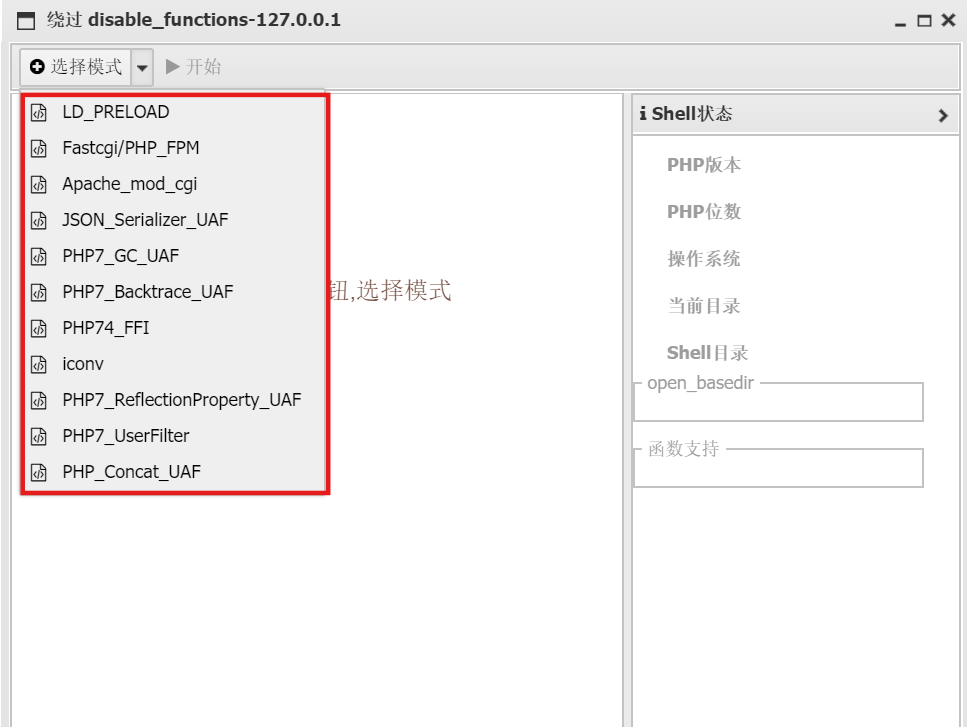 绕过 disable_functions-127.0.0.1
选择模式 开始
LD_PRELOAD
Fastcgi/PHP_FPM
Apache_mod_cgi
JSON_Serializer_UAF
PHP7_GC_UAF
PHP7_Backtrace_UAF
PHP74_FFI
iconv
PHP7_ReflectionProperty_UAF
PHP7_UserFilter
PHP_Concat_UAF
钮,选择模式
Shell状态
PHP版本
PHP位数
操作系统
当前目录
Shell目录
open_basedir
函数支持